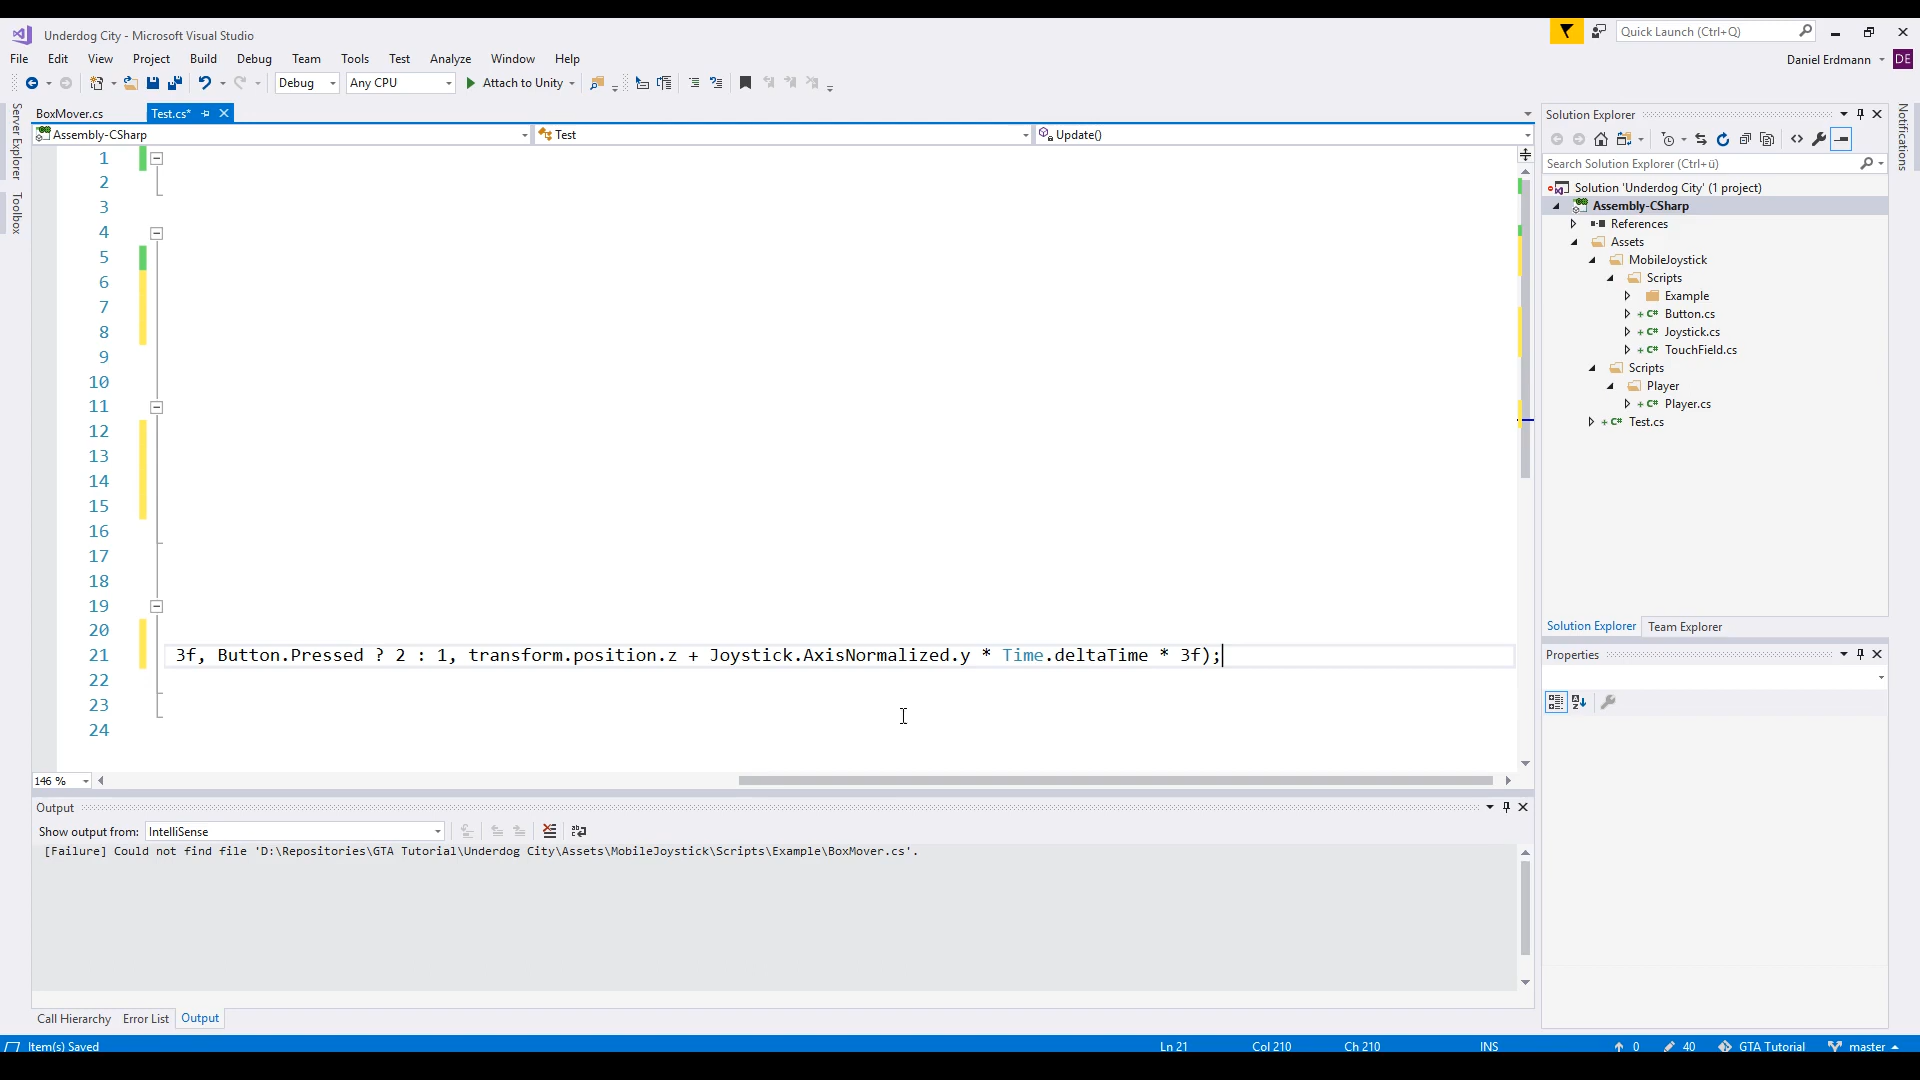 Underdog City - Microsoft Visual Studio
Quick Launch (Ctrl+Q)
File Edit View Project Build Debug Team Tools Test Analyze Window Help
Daniel Erdmann DE
Debug Any CPU Attach to Unity
Server Explorer
Toolbox
Notifications
BoxMover.cs Test.cs*
Assembly-CSharp Test Update()
1
2
3
4
5
6
7
8
9
10
11
12
13
14
15
16
17
18
19
20
21 3f, Button.Pressed ? 2 : 1, transform.position.z + Joystick.AxisNormalized.y * Time.deltaTime * 3f);
22
23
24
146 %
Output
Show output from: IntelliSense
[Failure] Could not find file 'D:\Repositories\GTA Tutorial\Underdog City\Assets\MobileJoystick\Scripts\Example\BoxMover.cs'.
Call Hierarchy Error List Output
Solution Explorer
Search Solution Explorer (Ctrl+ü)
Solution 'Underdog City' (1 project)
Assembly-CSharp
References
Assets
MobileJoystick
Scripts
Example
C# Button.cs
C# Joystick.cs
C# TouchField.cs
Scripts
Player
C# Player.cs
C# Test.cs
Solution Explorer Team Explorer
Properties
Item(s) Saved Ln 21 Col 210 Ch 210 INS 0 40 GTA Tutorial master